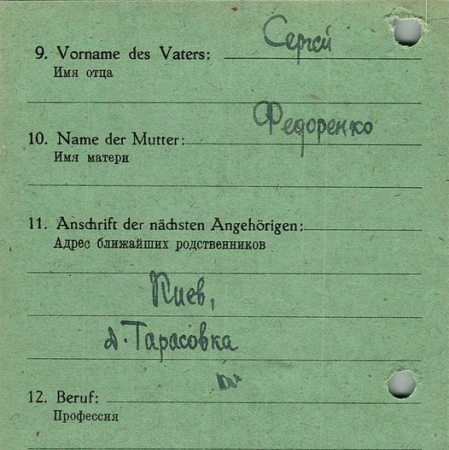 Сергей
9. Vorname des Vaters:
Имя отца
Федоренко
10. Name der Mutter:
Имя матери
11. Anschrift der nächsten Angehörigen:
Адрес ближайших родственников
Киев,
д. Тарасовка
12. Beruf:
Профессия